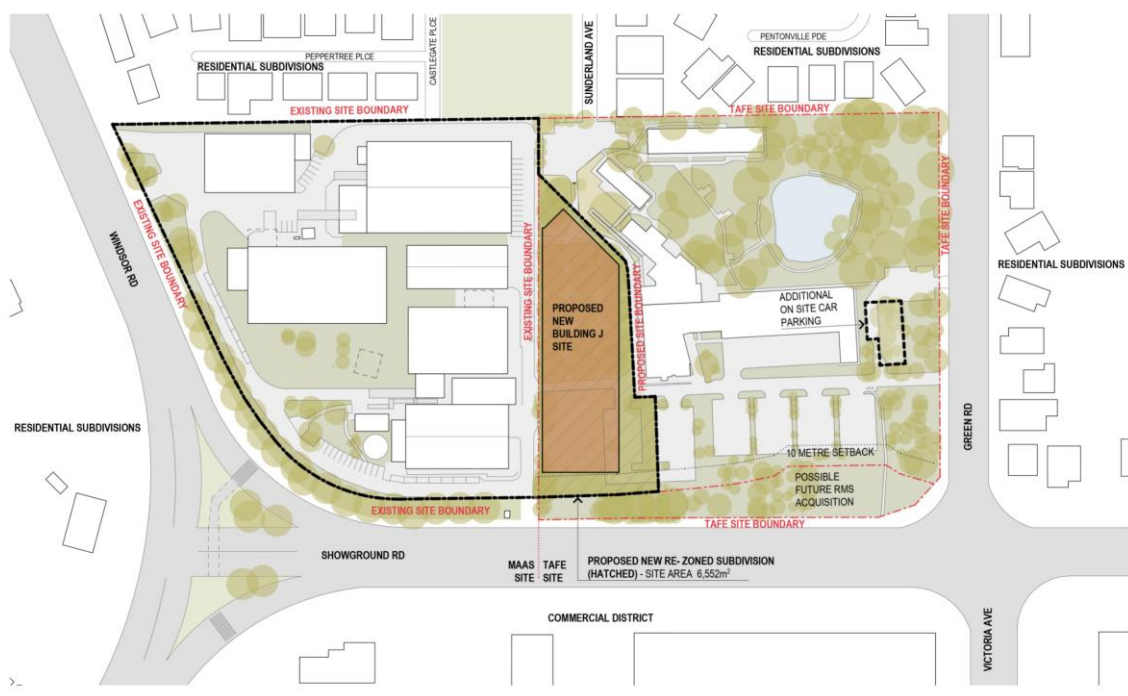 PEPPERTREE PLCE
RESIDENTIAL SUBDIVISIONS
CASTLEGATE PLCE
SUNDERLAND AVE
PENTONVILLE PDE
RESIDENTIAL SUBDIVISIONS
EXISTING SITE BOUNDARY
TAFE SITE BOUNDARY
WINDSOR RD
EXISTING SITE BOUNDARY
EXISTING SITE BOUNDARY
PROPOSED
NEW
BUILDING J
SITE
PROPOSED SITE BOUNDARY
ADDITIONAL
ON SITE CAR
PARKING
TAFE SITE BOUNDARY
RESIDENTIAL SUBDIVISIONS
GREEN RD
RESIDENTIAL SUBDIVISIONS
10 METRE SETBACK
POSSIBLE
FUTURE RMS
ACQUISITION
EXISTING SITE BOUNDARY
TAFE SITE BOUNDARY
SHOWGROUND RD
MAAS
SITE
TAFE
SITE
PROPOSED NEW RE- ZONED SUBDIVISION
(HATCHED) - SITE AREA 6,552m²
COMMERCIAL DISTRICT
VICTORIA AVE